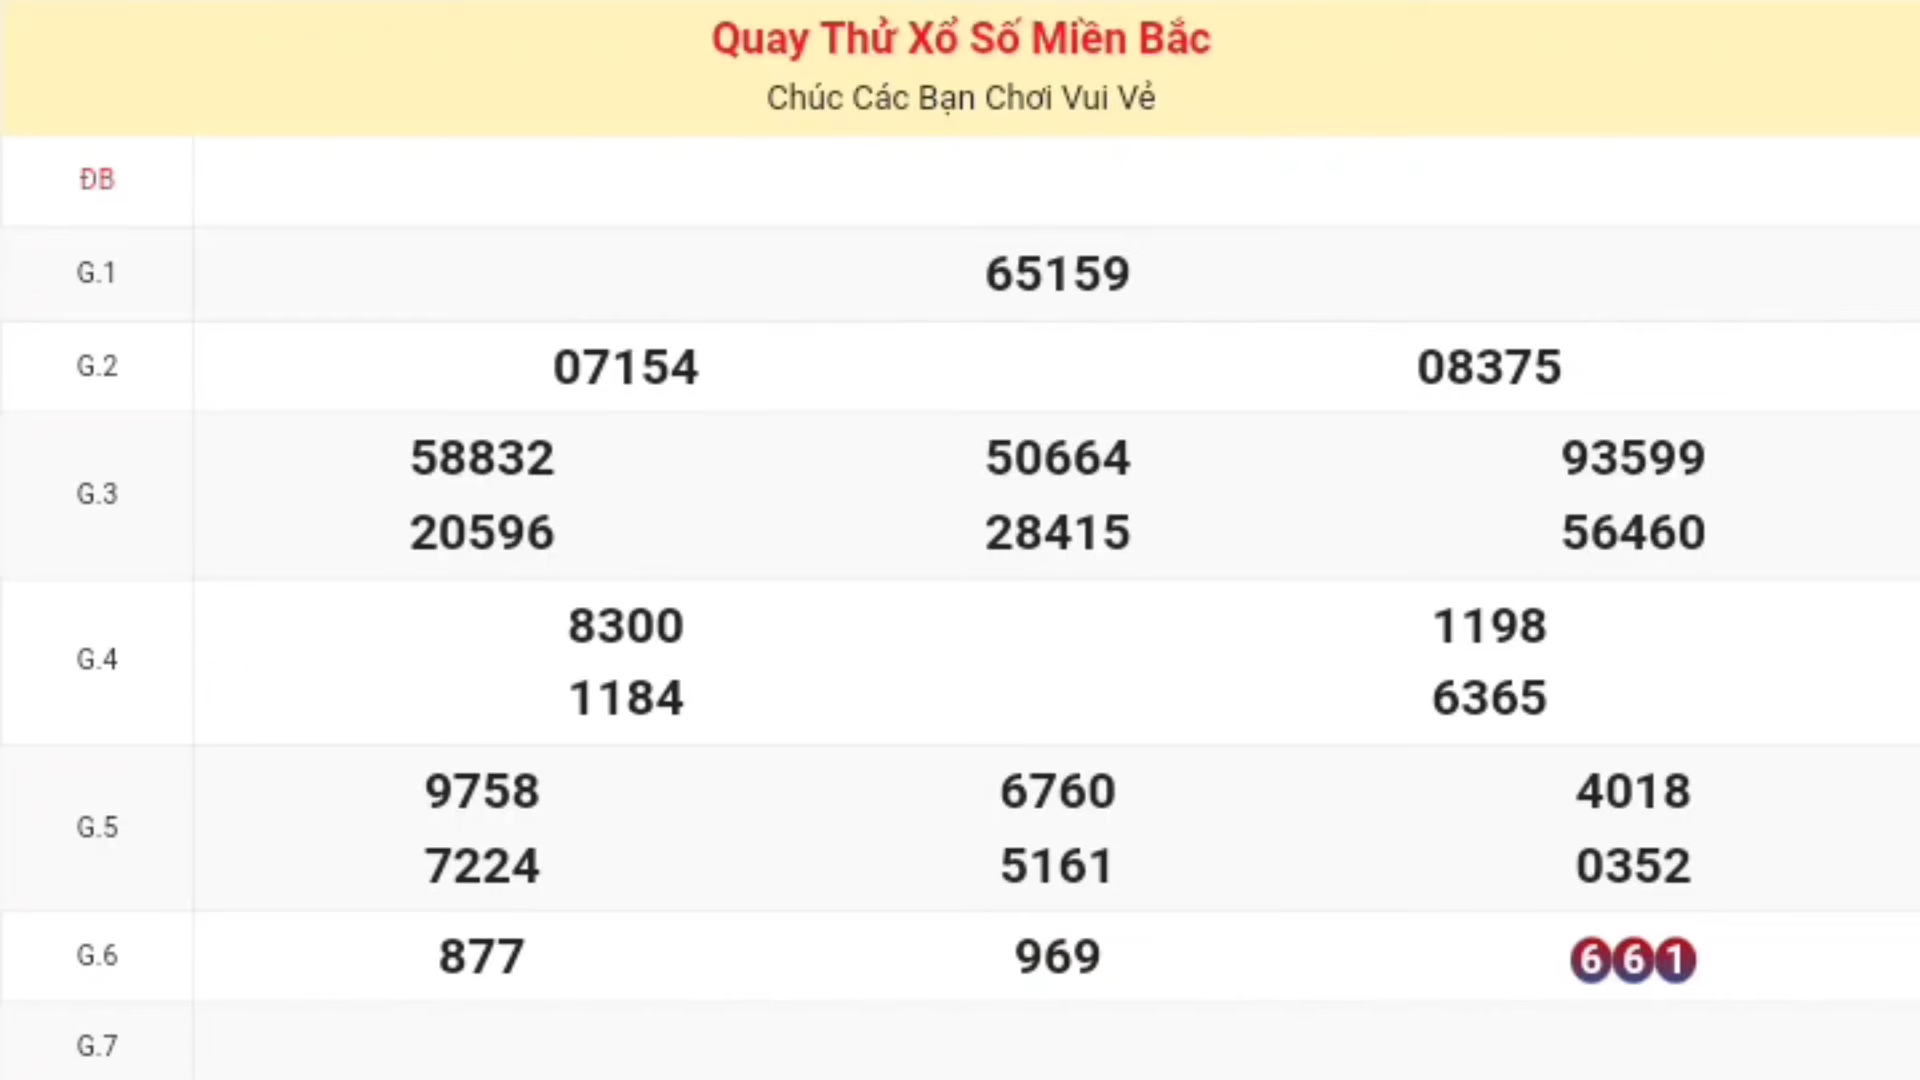 Quay Thử Xổ Số Miền Bắc
Chúc Các Bạn Chơi Vui Vẻ
ĐB
G.1 65159
G.2 07154 08375
G.3 58832 50664 93599
20596 28415 56460
G.4 8300 1198
1184 6365
G.5 9758 6760 4018
7224 5161 0352
G.6 877 969 661
G.7